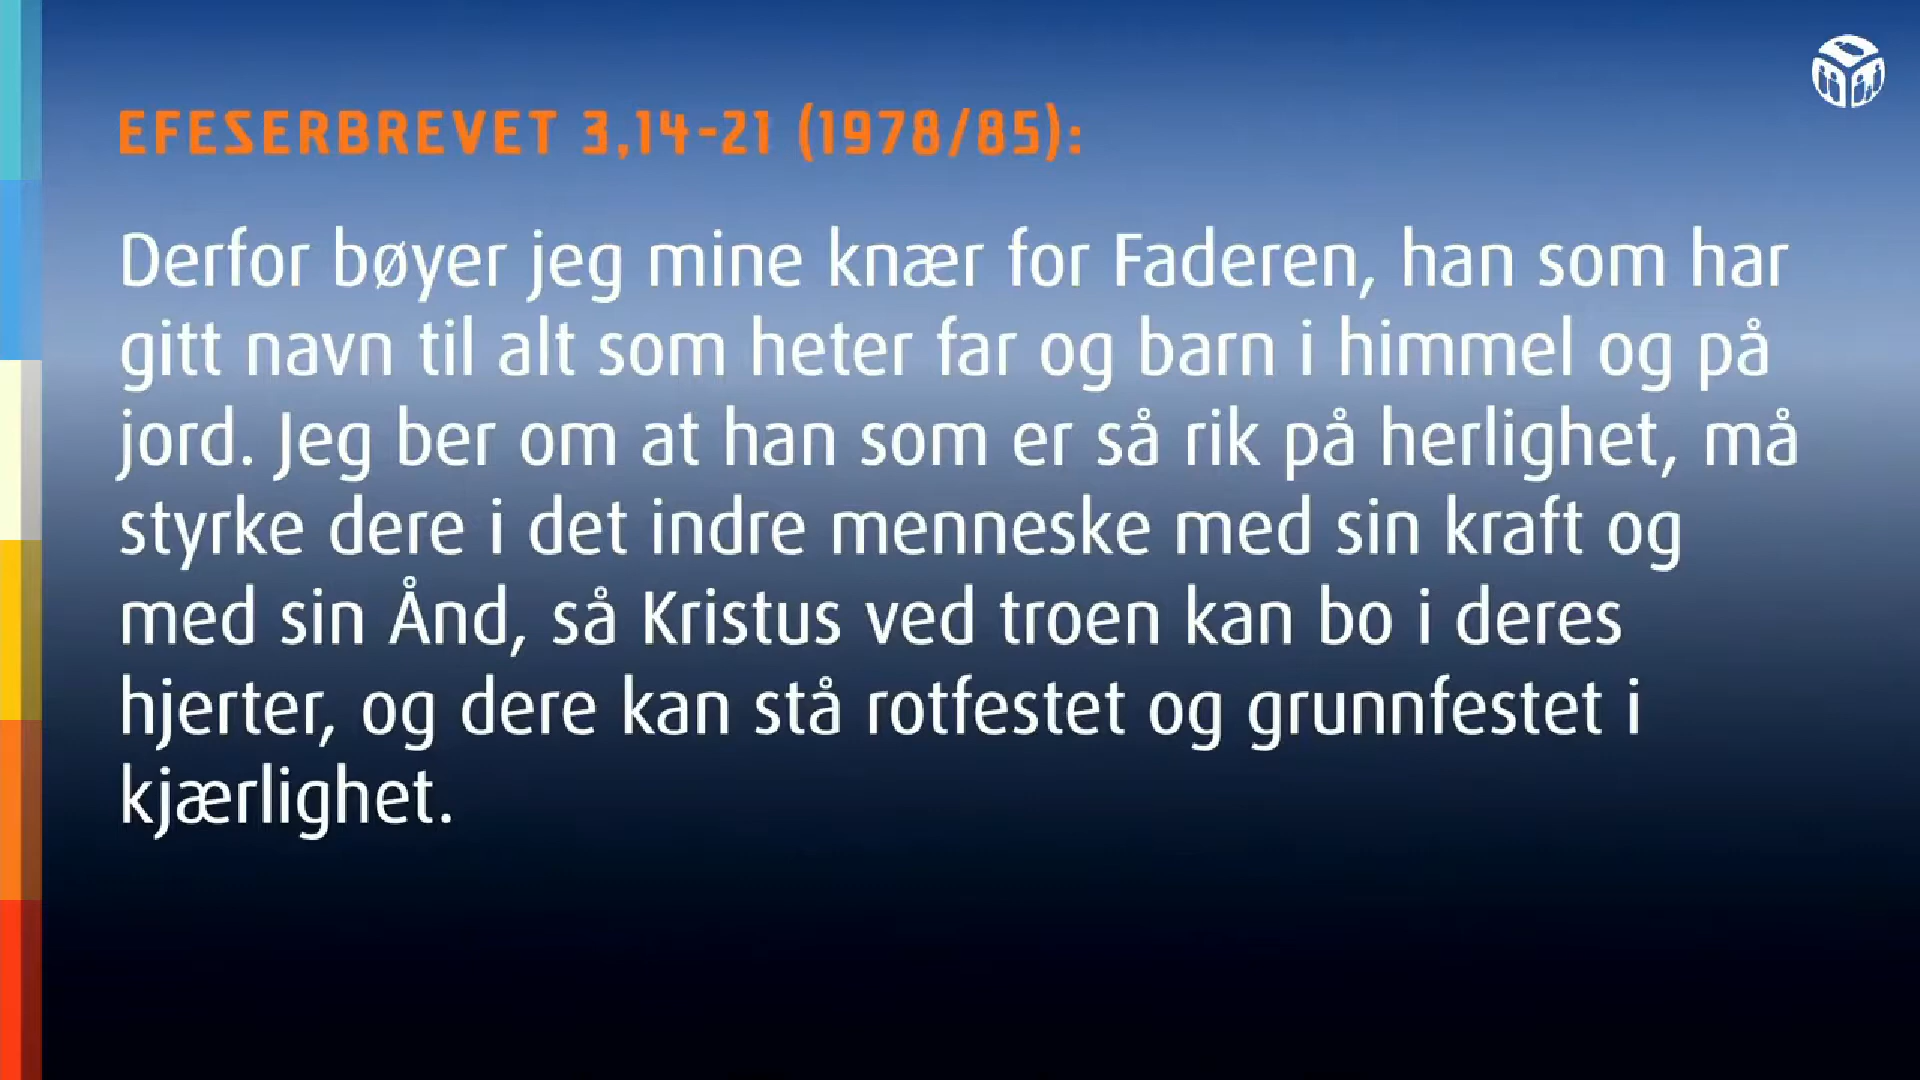 EFESERBREVET 3,14-21 (1978/85):
Derfor bøyer jeg mine knær for Faderen, han som har
gitt navn til alt som heter far og barn i himmel og på
jord. Jeg ber om at han som er så rik på herlighet, må
styrke dere i det indre menneske med sin kraft og
med sin Ånd, så Kristus ved troen kan bo i deres
hjerter, og dere kan stå rotfestet og grunnfestet i
kjærlighet.